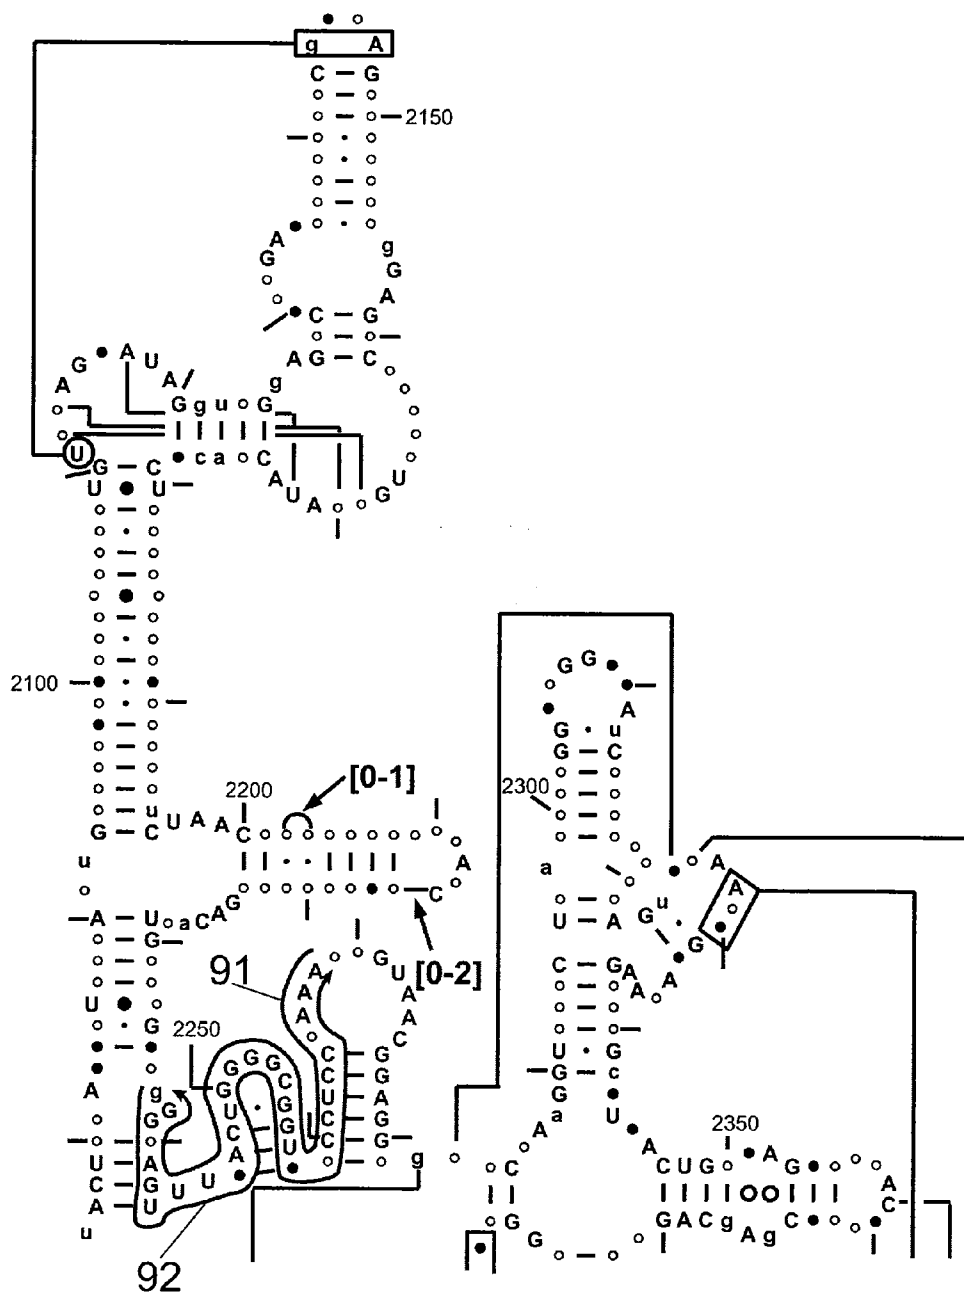 g A
C G
2150
A g
G G
A
C G
A G C
G A U A g
A
G g u G
U
G C c a C
U U A U A G U
2100
G G
A
G u
G C
2300
2200
[0-1]
u
G C U A A C
u A
a A
C
A U a C A G
G
U A G
u
G G
[0-2]
91
A G U
A A
A A
C
C G A A A
U G
2250
G G G
C G
U G
G G c
A g G
G U
C G
C
G
G
U
C
U
C
C
G
A
G
G
g
A a U
2350
U A A
C
A C U G A G A
C
C A G U U U
G
G A C g A g C
u
G G
92